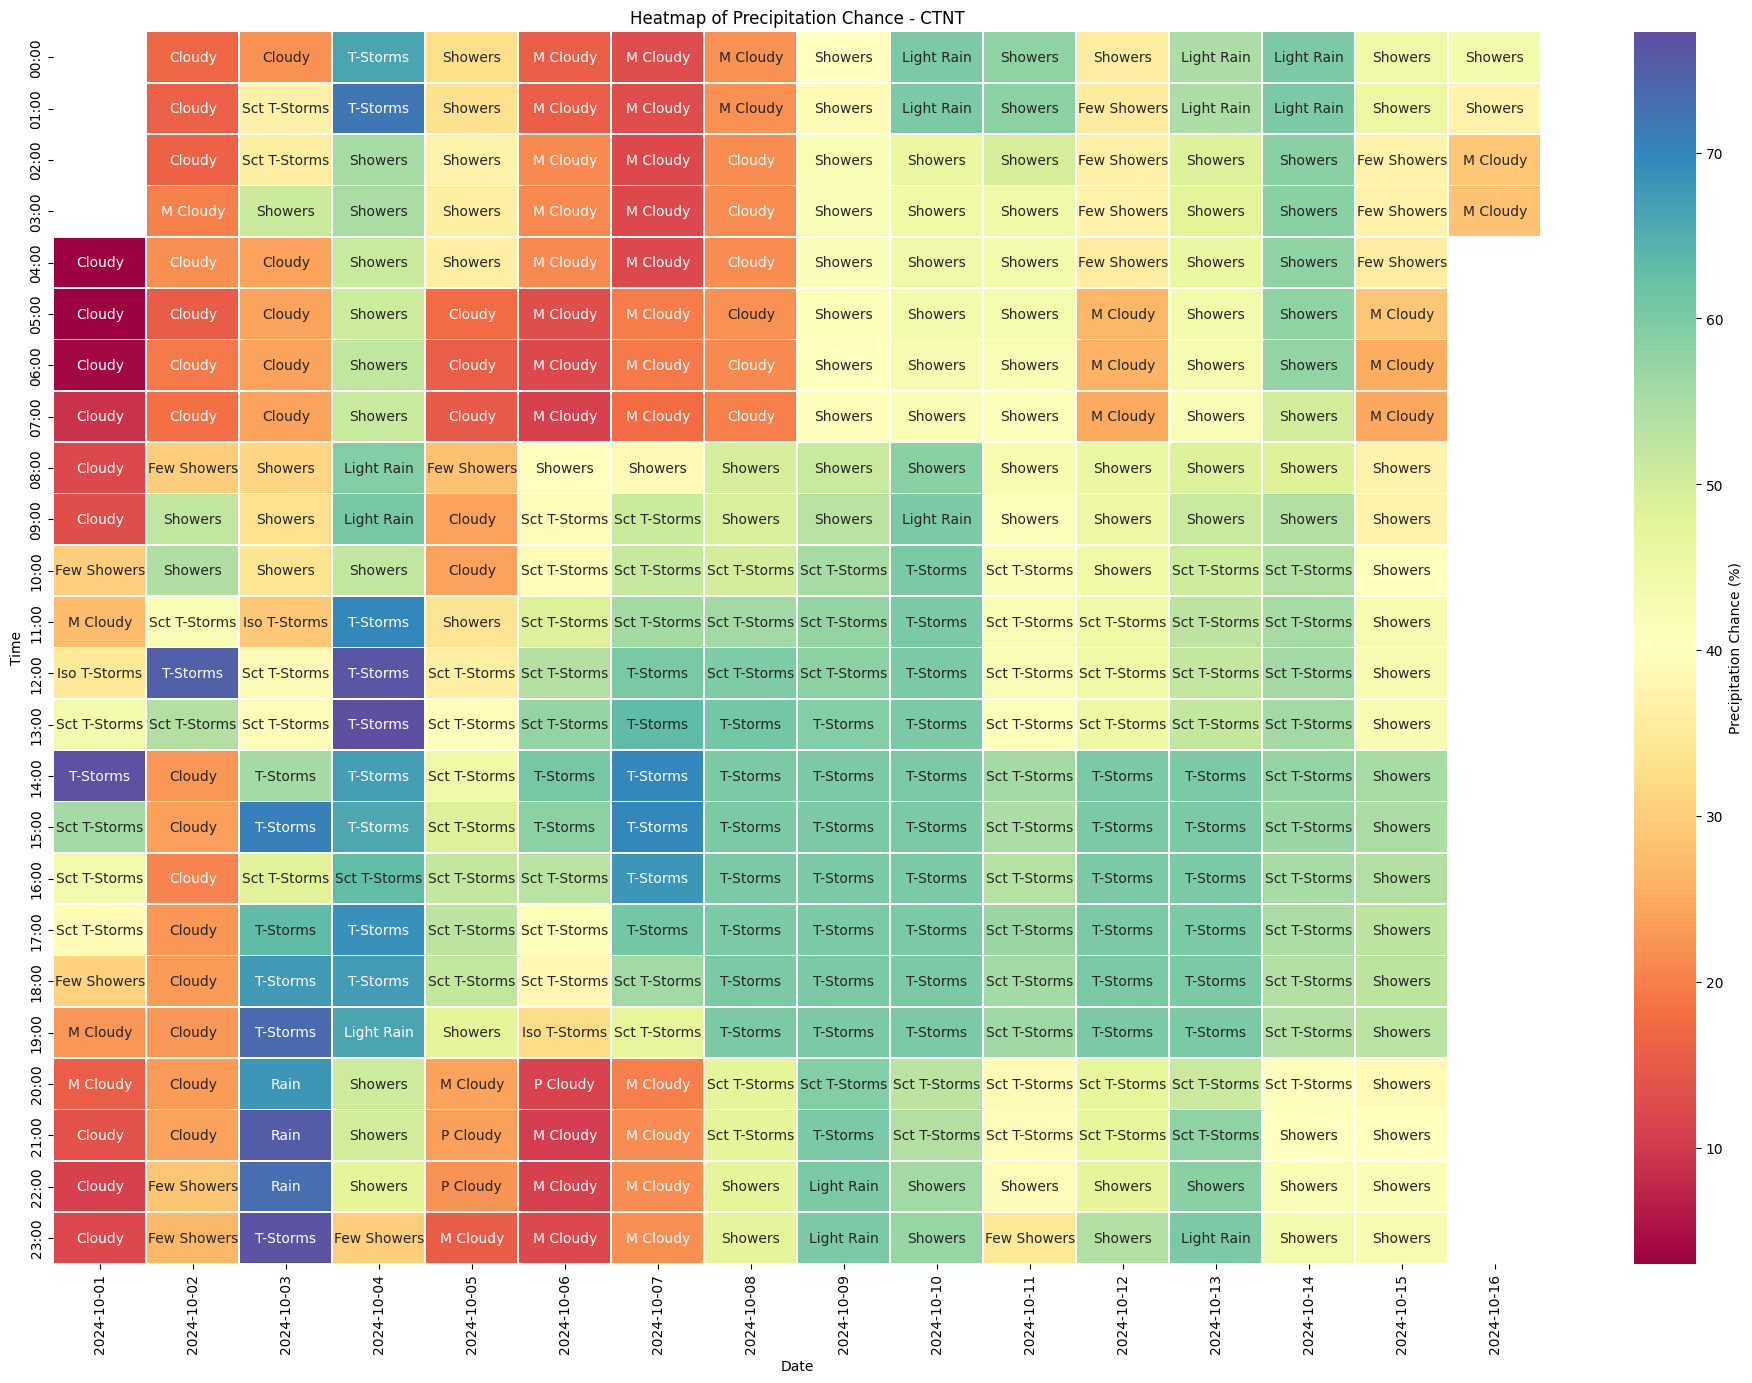 Heatmap of Precipitation Chance - CTNT
00:00 Cloudy Cloudy T-Storms Showers M Cloudy M Cloudy M Cloudy Showers Light Rain Showers Showers Light Rain Light Rain Showers Showers
01:00 Cloudy Sct T-Storms T-Storms Showers M Cloudy M Cloudy M Cloudy Showers Light Rain Showers Few Showers Light Rain Light Rain Showers Showers
02:00 Cloudy Sct T-Storms Showers Showers M Cloudy M Cloudy Cloudy Showers Showers Showers Few Showers Showers Showers Few Showers M Cloudy
03:00 M Cloudy Showers Showers Showers M Cloudy M Cloudy Cloudy Showers Showers Showers Few Showers Showers Showers Few Showers M Cloudy
04:00 Cloudy Cloudy Cloudy Showers Showers M Cloudy M Cloudy Cloudy Showers Showers Showers Few Showers Showers Showers Few Showers
05:00 Cloudy Cloudy Cloudy Showers Cloudy M Cloudy M Cloudy Cloudy Showers Showers Showers M Cloudy Showers Showers M Cloudy
06:00 Cloudy Cloudy Cloudy Showers Cloudy M Cloudy M Cloudy Cloudy Showers Showers Showers M Cloudy Showers Showers M Cloudy
07:00 Cloudy Cloudy Cloudy Showers Cloudy M Cloudy M Cloudy Cloudy Showers Showers Showers M Cloudy Showers Showers M Cloudy
08:00 Cloudy Few Showers Showers Light Rain Few Showers Showers Showers Showers Showers Showers Showers Showers Showers Showers Showers
09:00 Cloudy Showers Showers Light Rain Cloudy Sct T-Storms Sct T-Storms Showers Showers Light Rain Showers Showers Showers Showers Showers
10:00 Few Showers Showers Showers Showers Cloudy Sct T-Storms Sct T-Storms Sct T-Storms Sct T-Storms T-Storms Sct T-Storms Showers Sct T-Storms Sct T-Storms Showers
11:00 M Cloudy Sct T-Storms Iso T-Storms T-Storms Showers Sct T-Storms Sct T-Storms Sct T-Storms Sct T-Storms T-Storms Sct T-Storms Sct T-Storms Sct T-Storms Sct T-Storms Showers
12:00 Iso T-Storms T-Storms Sct T-Storms T-Storms Sct T-Storms Sct T-Storms T-Storms Sct T-Storms Sct T-Storms T-Storms Sct T-Storms Sct T-Storms Sct T-Storms Sct T-Storms Showers
13:00 Sct T-Storms Sct T-Storms Sct T-Storms T-Storms Sct T-Storms Sct T-Storms T-Storms T-Storms T-Storms T-Storms Sct T-Storms Sct T-Storms Sct T-Storms Sct T-Storms Showers
14:00 T-Storms Cloudy T-Storms T-Storms Sct T-Storms T-Storms T-Storms T-Storms T-Storms T-Storms Sct T-Storms T-Storms T-Storms Sct T-Storms Showers
15:00 Sct T-Storms Cloudy T-Storms T-Storms Sct T-Storms T-Storms T-Storms T-Storms T-Storms T-Storms Sct T-Storms T-Storms T-Storms Sct T-Storms Showers
16:00 Sct T-Storms Cloudy Sct T-Storms Sct T-Storms Sct T-Storms Sct T-Storms T-Storms T-Storms T-Storms T-Storms Sct T-Storms T-Storms T-Storms Sct T-Storms Showers
17:00 Sct T-Storms Cloudy T-Storms T-Storms Sct T-Storms Sct T-Storms T-Storms T-Storms T-Storms T-Storms Sct T-Storms T-Storms T-Storms Sct T-Storms Showers
18:00 Few Showers Cloudy T-Storms T-Storms Sct T-Storms Sct T-Storms Sct T-Storms T-Storms T-Storms T-Storms Sct T-Storms T-Storms T-Storms Sct T-Storms Showers
19:00 M Cloudy Cloudy T-Storms Light Rain Showers Iso T-Storms Sct T-Storms T-Storms T-Storms T-Storms Sct T-Storms T-Storms T-Storms Sct T-Storms Showers
20:00 M Cloudy Cloudy Rain Showers M Cloudy P Cloudy M Cloudy Sct T-Storms Sct T-Storms Sct T-Storms Sct T-Storms Sct T-Storms Sct T-Storms Sct T-Storms Showers
21:00 Cloudy Cloudy Rain Showers P Cloudy M Cloudy M Cloudy Sct T-Storms T-Storms Sct T-Storms Sct T-Storms Sct T-Storms Sct T-Storms Showers Showers
22:00 Cloudy Few Showers Rain Showers P Cloudy M Cloudy M Cloudy Showers Light Rain Showers Showers Showers Showers Showers Showers
23:00 Cloudy Few Showers T-Storms Few Showers M Cloudy M Cloudy M Cloudy Showers Light Rain Showers Few Showers Showers Light Rain Showers Showers
Time
2024-10-01 2024-10-02 2024-10-03 2024-10-04 2024-10-05 2024-10-06 2024-10-07 2024-10-08 2024-10-09 2024-10-10 2024-10-11 2024-10-12 2024-10-13 2024-10-14 2024-10-15 2024-10-16
Date
70
60
50
40
30
20
10
Precipitation Chance (%)